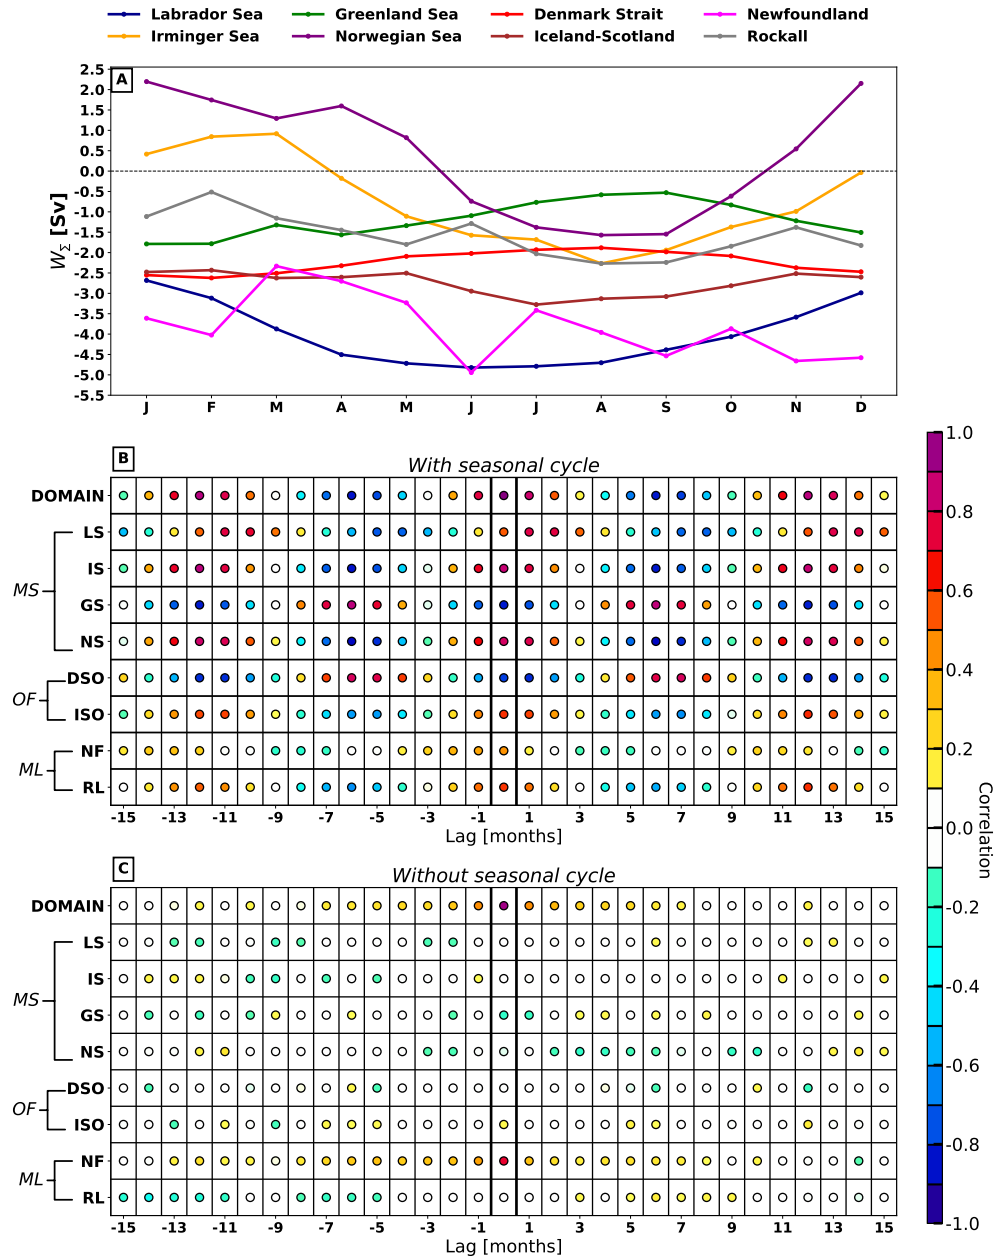 Labrador Sea Greenland Sea Denmark Strait Newfoundland
Irminger Sea Norwegian Sea Iceland-Scotland Rockall
A
W_Σ [Sv]
2.5
2.0
1.5
1.0
0.5
0.0
-0.5
-1.0
-1.5
-2.0
-2.5
-3.0
-3.5
-4.0
-4.5
-5.0
-5.5
J F M A M J J A S O N D
B
With seasonal cycle
DOMAIN
MS
LS
IS
GS
NS
OF
DSO
ISO
ML
NF
RL
-15 -13 -11 -9 -7 -5 -3 -1 1 3 5 7 9 11 13 15
Lag [months]
C
Without seasonal cycle
DOMAIN
MS
LS
IS
GS
NS
OF
DSO
ISO
ML
NF
RL
-15 -13 -11 -9 -7 -5 -3 -1 1 3 5 7 9 11 13 15
Lag [months]
1.0
0.8
0.6
0.4
0.2
0.0
-0.2
-0.4
-0.6
-0.8
-1.0
Correlation